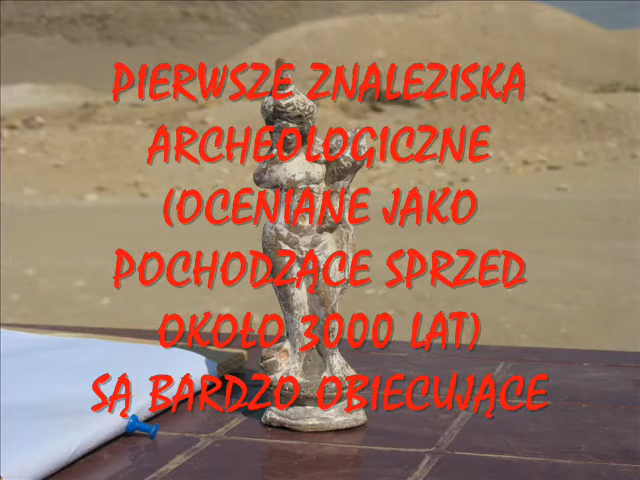 PIERWSZE ZNALEZISKA
ARCHEOLOGICZNE
(OCENIANE JAKO
POCHODZĄCE SPRZED
OKOŁO 3000 LAT)
SĄ BARDZO OBIECUJĄCE